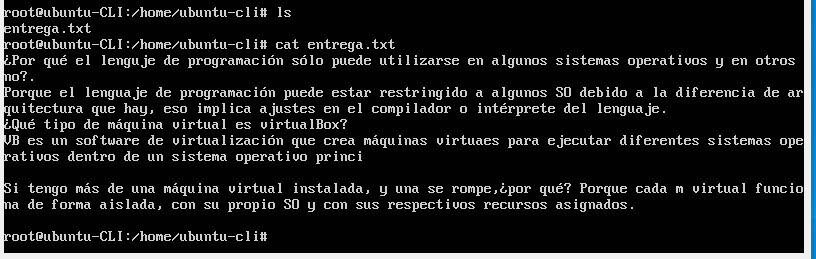 root@ubuntu-CLI:/home/ubuntu-cli# ls
entrega.txt
root@ubuntu-CLI:/home/ubuntu-cli# cat entrega.txt
¿Por qué el lenguje de programación sólo puede utilizarse en algunos sistemas operativos y en otros
no?.
Porque el lenguaje de programación puede estar restringido a algunos SO debido a la diferencia de ar
quitectura que hay, eso implica ajustes en el compilador o intérprete del lenguaje.
¿Qué tipo de máquina virtual es virtualBox?
VB es un software de virtualización que crea máquinas virtuaes para ejecutar diferentes sistemas ope
rativos dentro de un sistema operativo princi
Si tengo más de una máquina virtual instalada, y una se rompe,¿por qué? Porque cada m virtual funcio
na de forma aislada, con su propio SO y con sus respectivos recursos asignados.
root@ubuntu-CLI:/home/ubuntu-cli#